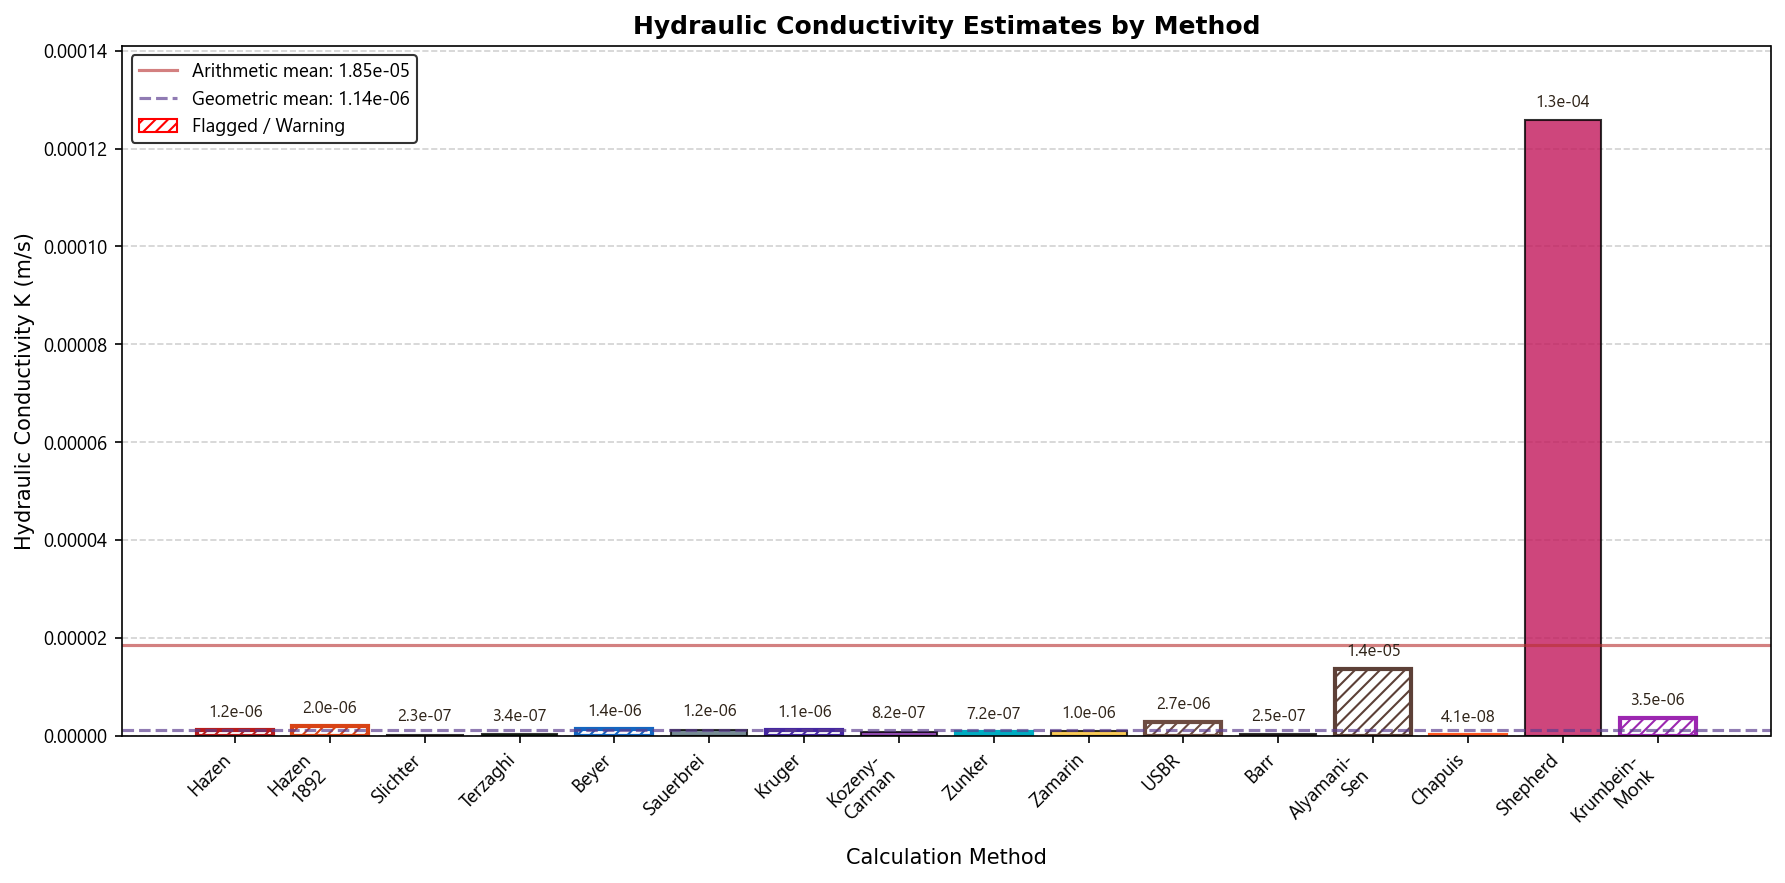 Hydraulic Conductivity Estimates by Method
Arithmetic mean: 1.85e-05
Geometric mean: 1.14e-06
Flagged / Warning
Hydraulic Conductivity K (m/s)
0.00014
0.00012
0.00010
0.00008
0.00006
0.00004
0.00002
0.00000
1.2e-06
2.0e-06
2.3e-07
3.4e-07
1.4e-06
1.2e-06
1.1e-06
8.2e-07
7.2e-07
1.0e-06
2.7e-06
2.5e-07
1.4e-05
4.1e-08
1.3e-04
3.5e-06
Hazen
Hazen
1892
Slichter
Terzaghi
Beyer
Sauerbrei
Kruger
Kozeny-
Carman
Zunker
Zamarin
USBR
Barr
Alyamani-
Sen
Chapuis
Shepherd
Krumbein-
Monk
Calculation Method